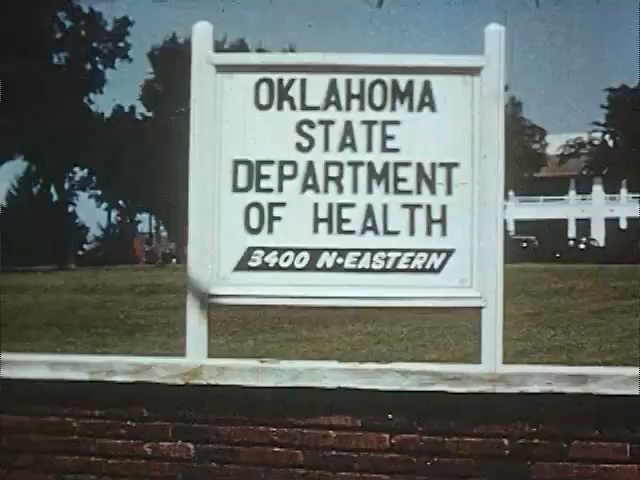 OKLAHOMA
STATE
DEPARTMENT
OF HEALTH
3400 N·EASTERN